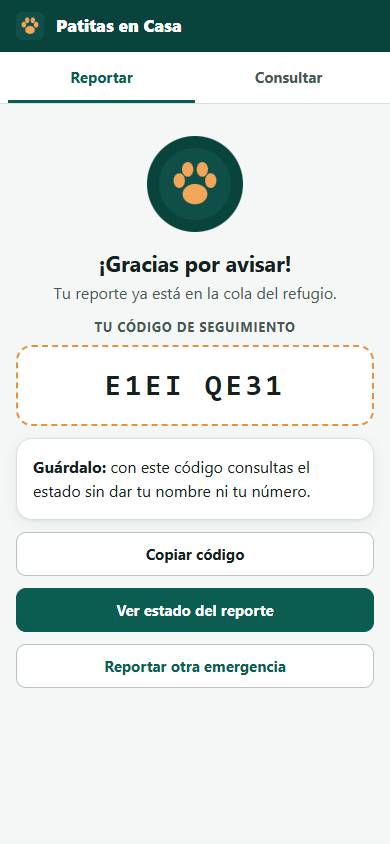 Patitas en Casa
Reportar
Consultar
¡Gracias por avisar!
Tu reporte ya está en la cola del refugio.
TU CÓDIGO DE SEGUIMIENTO
E1EI QE31
Guárdalo: con este código consultas el
estado sin dar tu nombre ni tu número.
Copiar código
Ver estado del reporte
Reportar otra emergencia